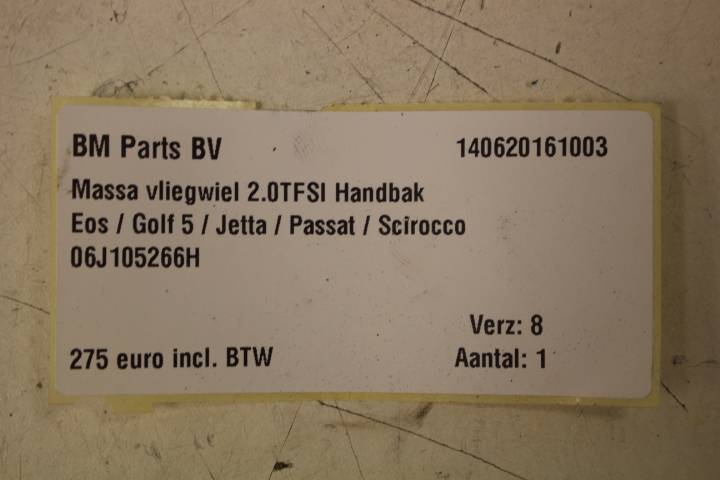 BM Parts BV 140620161003
Massa vliegwiel 2.0TFSI Handbak
Eos / Golf 5 / Jetta / Passat / Scirocco
06J105266H
Verz: 8
275 euro incl. BTW Aantal: 1